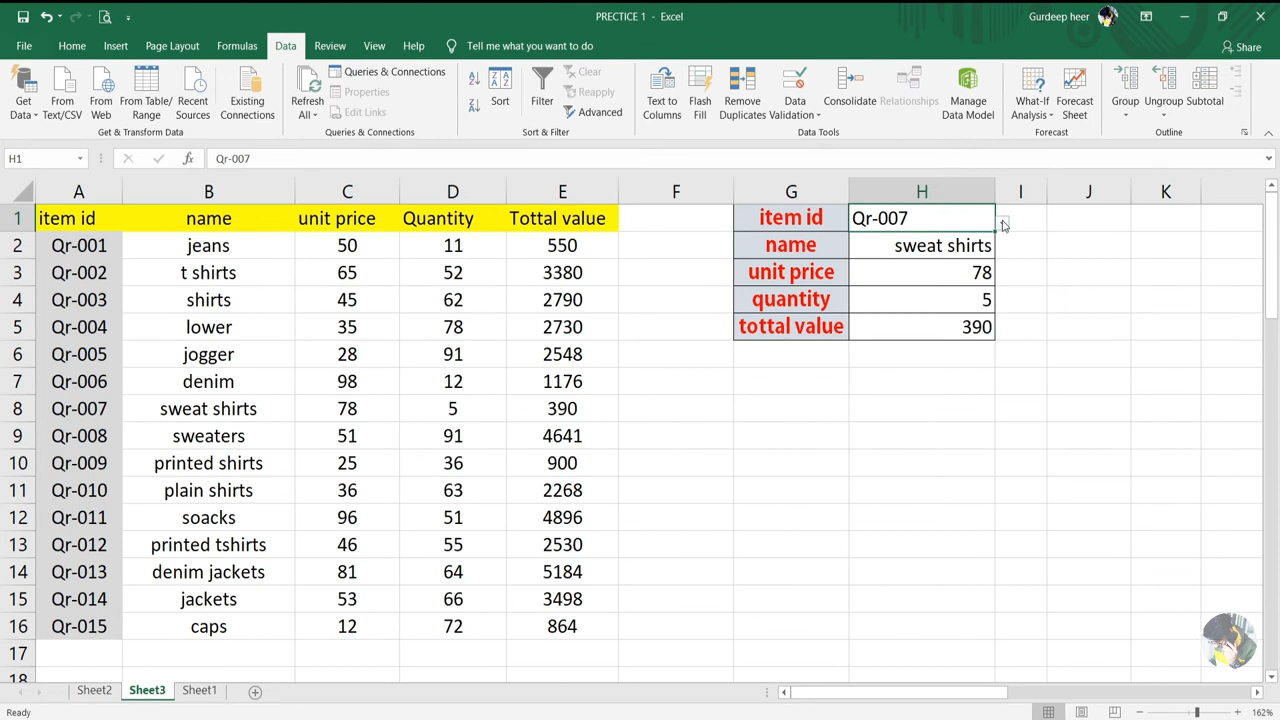 PRECTICE 1 - Excel
Gurdeep heer
File Home Insert Page Layout Formulas Data Review View Help Tell me what you want to do
Share
Get Data
From Text/CSV
From Web
From Table/ Range
Recent Sources
Existing Connections
Refresh All
Queries & Connections
Properties
Edit Links
Sort
Filter
Clear
Reapply
Advanced
Text to Columns
Flash Fill
Remove Duplicates
Data Validation
Consolidate
Relationships
Manage Data Model
What-If Analysis
Forecast Sheet
Group
Ungroup
Subtotal
Get & Transform Data
Queries & Connections
Sort & Filter
Data Tools
Forecast
Outline
H1 fx Qr-007
A B C D E F G H I J K
1 item id name unit price Quantity Tottal value item id Qr-007
2 Qr-001 jeans 50 11 550 name sweat shirts
3 Qr-002 t shirts 65 52 3380 unit price 78
4 Qr-003 shirts 45 62 2790 quantity 5
5 Qr-004 lower 35 78 2730 tottal value 390
6 Qr-005 jogger 28 91 2548
7 Qr-006 denim 98 12 1176
8 Qr-007 sweat shirts 78 5 390
9 Qr-008 sweaters 51 91 4641
10 Qr-009 printed shirts 25 36 900
11 Qr-010 plain shirts 36 63 2268
12 Qr-011 soacks 96 51 4896
13 Qr-012 printed tshirts 46 55 2530
14 Qr-013 denim jackets 81 64 5184
15 Qr-014 jackets 53 66 3498
16 Qr-015 caps 12 72 864
17
18
Sheet2 Sheet3 Sheet1
Ready
162%